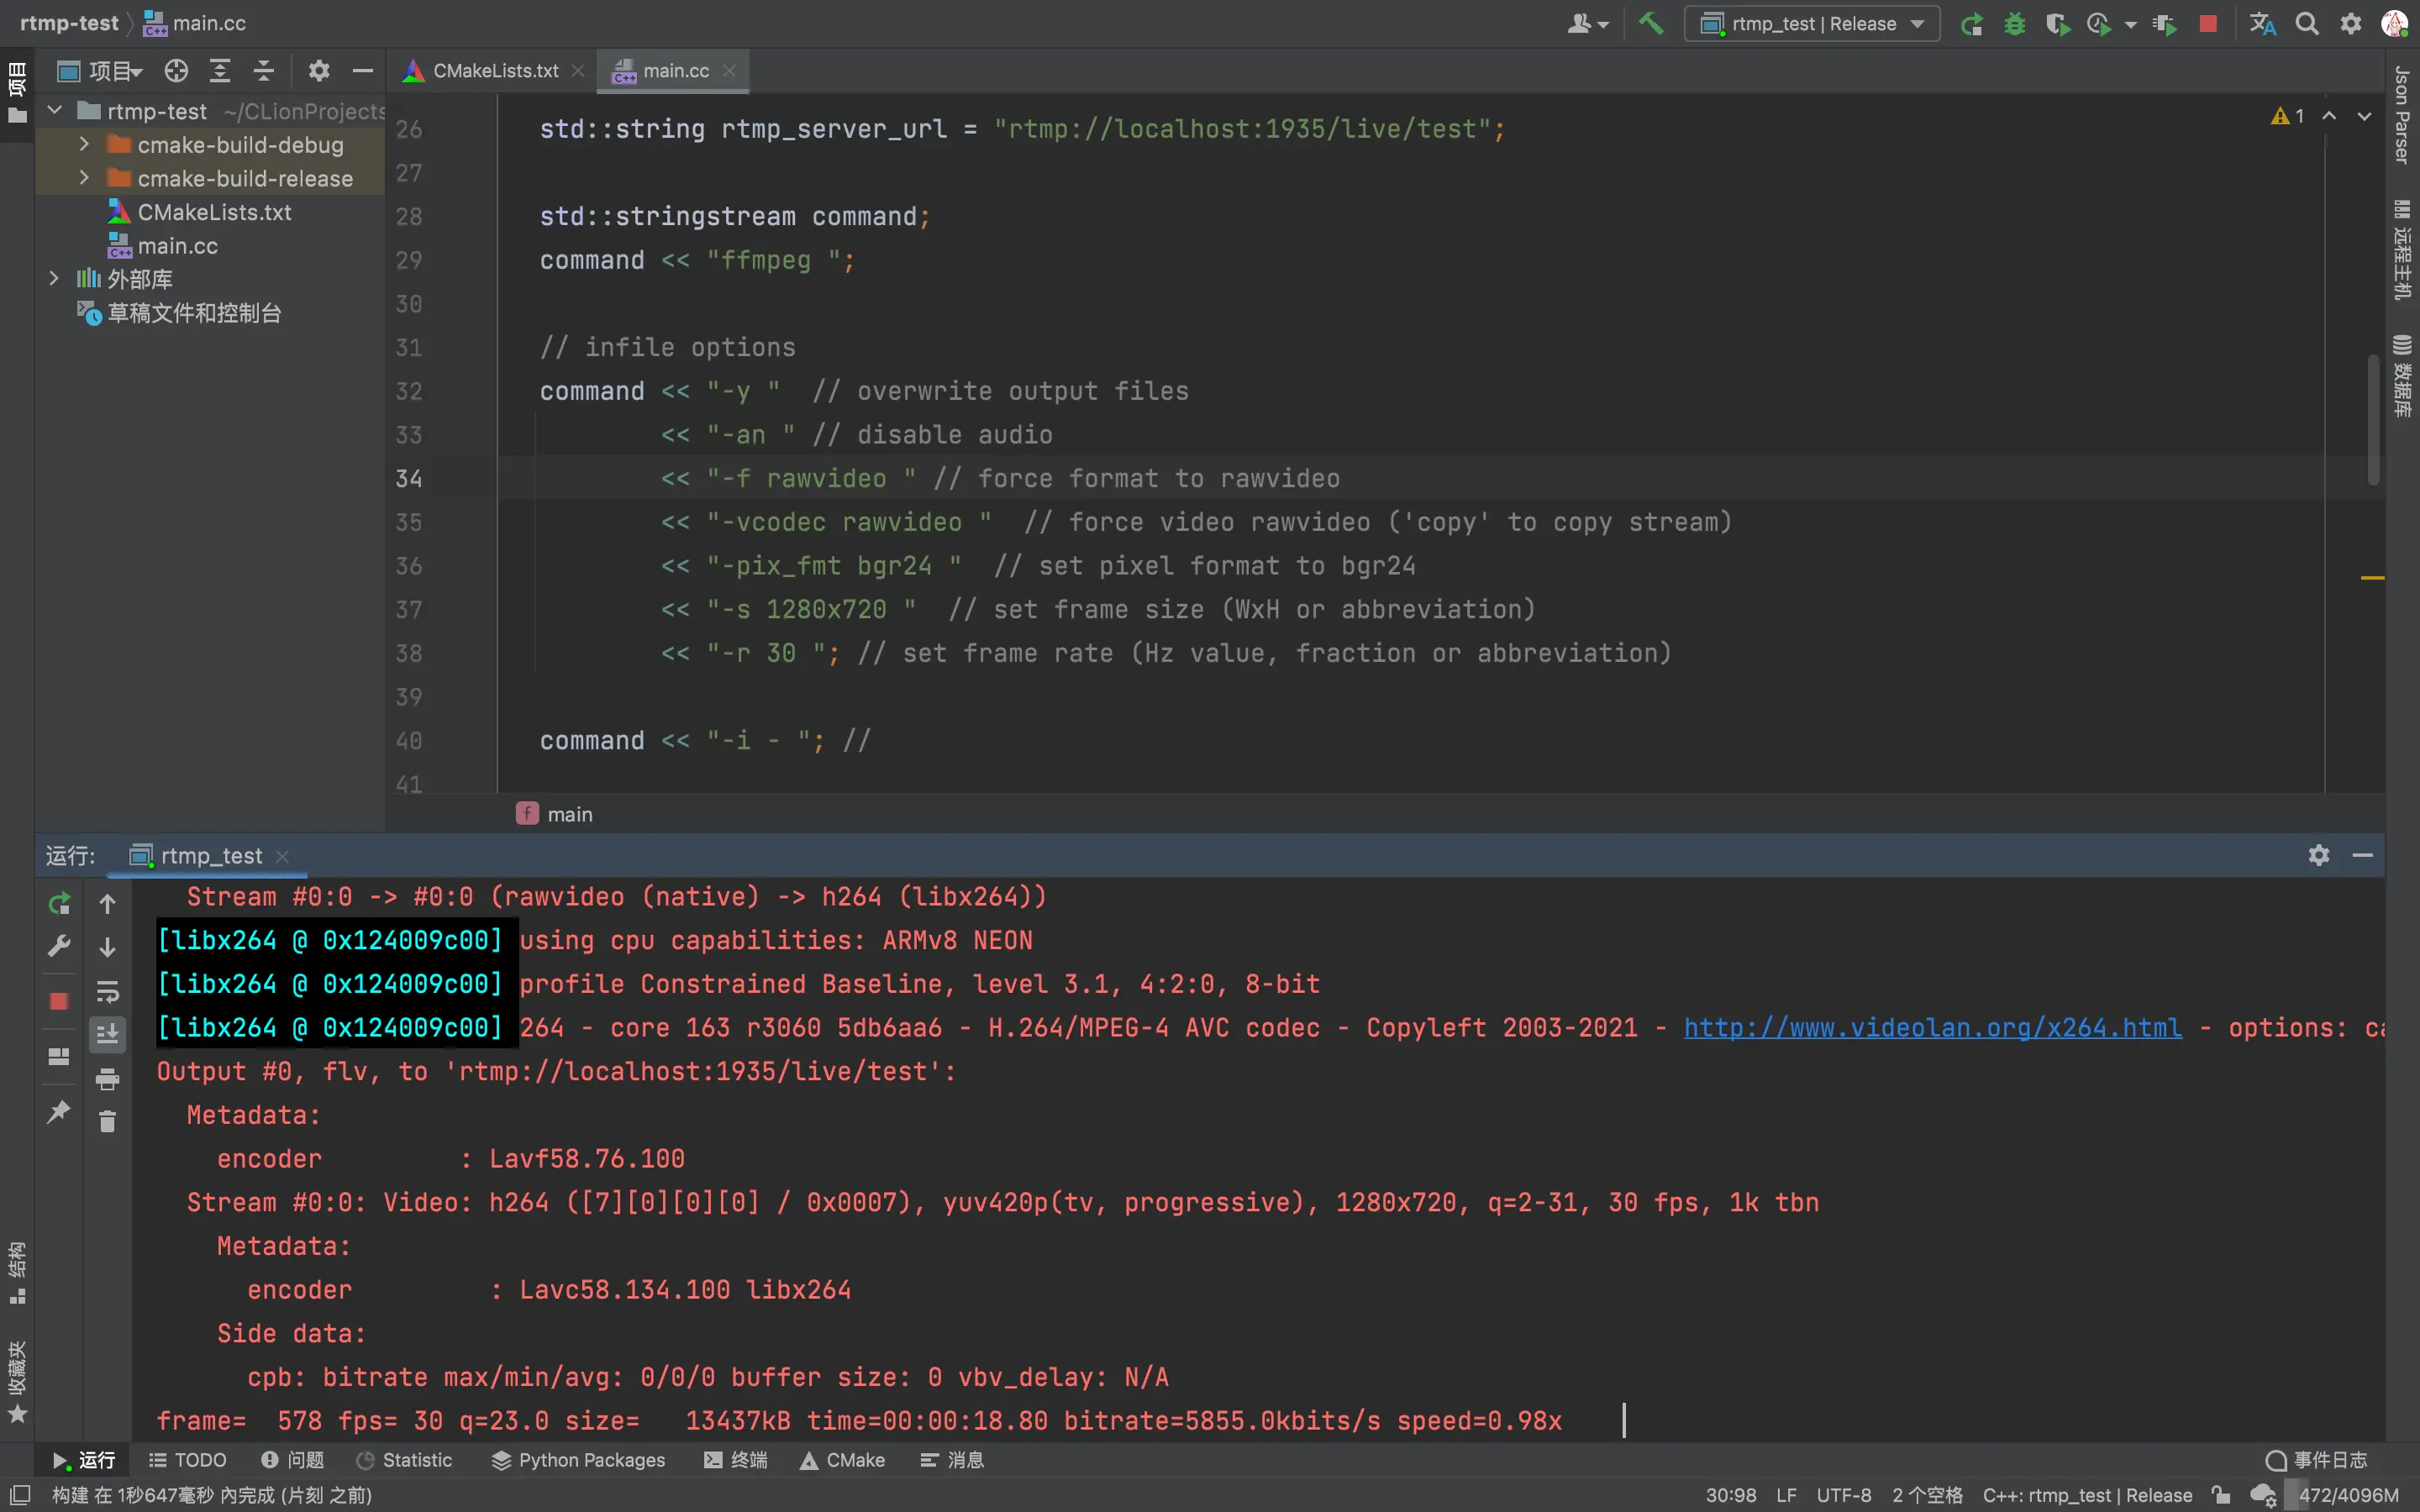 rtmp-test main.cc
rtmp_test | Release
项目
项目
CMakeLists.txt
main.cc
rtmp-test ~/CLionProjects
cmake-build-debug
cmake-build-release
CMakeLists.txt
main.cc
外部库
草稿文件和控制台
26 std::string rtmp_server_url = "rtmp://localhost:1935/live/test";
27
28 std::stringstream command;
29 command << "ffmpeg ";
30
31 // infile options
32 command << "-y "  // overwrite output files
33 << "-an " // disable audio
34 << "-f rawvideo " // force format to rawvideo
35 << "-vcodec rawvideo "  // force video rawvideo ('copy' to copy stream)
36 << "-pix_fmt bgr24 "  // set pixel format to bgr24
37 << "-s 1280x720 "  // set frame size (WxH or abbreviation)
38 << "-r 30 "; // set frame rate (Hz value, fraction or abbreviation)
39
40 command << "-i - "; //
41
1
f main
Json Parser
远程主机
数据库
运行: rtmp_test
Stream #0:0 -> #0:0 (rawvideo (native) -> h264 (libx264))
[libx264 @ 0x124009c00] using cpu capabilities: ARMv8 NEON
[libx264 @ 0x124009c00] profile Constrained Baseline, level 3.1, 4:2:0, 8-bit
[libx264 @ 0x124009c00] 264 - core 163 r3060 5db6aa6 - H.264/MPEG-4 AVC codec - Copyleft 2003-2021 - http://www.videolan.org/x264.html - options: ca
Output #0, flv, to 'rtmp://localhost:1935/live/test':
Metadata:
encoder         : Lavf58.76.100
Stream #0:0: Video: h264 ([7][0][0][0] / 0x0007), yuv420p(tv, progressive), 1280x720, q=2-31, 30 fps, 1k tbn
Metadata:
encoder         : Lavc58.134.100 libx264
Side data:
cpb: bitrate max/min/avg: 0/0/0 buffer size: 0 vbv_delay: N/A
frame=  578 fps= 30 q=23.0 size=   13437kB time=00:00:18.80 bitrate=5855.0kbits/s speed=0.98x
结构
收藏夹
运行 TODO 问题 Statistic Python Packages 终端 CMake 消息 事件日志
构建 在 1秒647毫秒 内完成 (片刻 之前) 30:98 LF UTF-8 2 个空格 C++: rtmp_test | Release 472/4096M